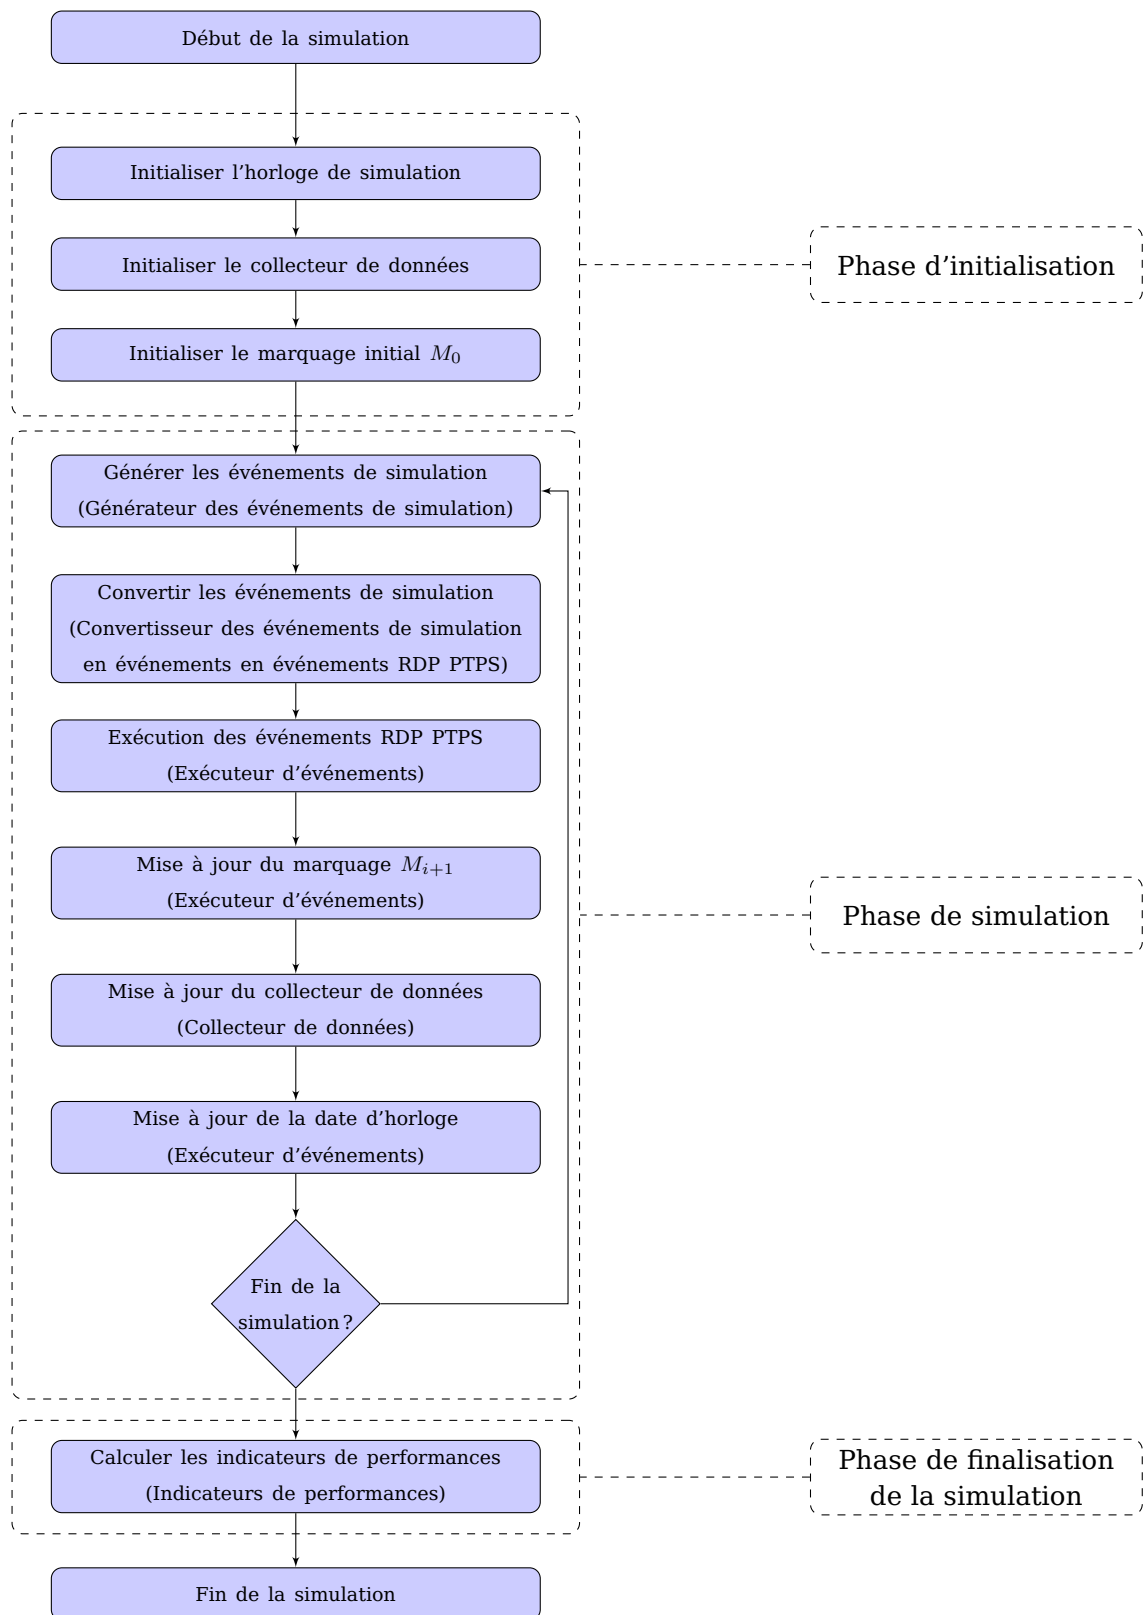 Début de la simulation
Initialiser l'horloge de simulation
Initialiser le collecteur de données
Phase d'initialisation
Initialiser le marquage initial M₀
Générer les événements de simulation
(Générateur des événements de simulation)
Convertir les événements de simulation
(Convertisseur des événements de simulation
en événements en événements RDP PTPS)
Exécution des événements RDP PTPS
(Exécuteur d'événements)
Mise à jour du marquage Mᵢ₊₁
(Exécuteur d'événements)
Phase de simulation
Mise à jour du collecteur de données
(Collecteur de données)
Mise à jour de la date d'horloge
(Exécuteur d'événements)
Fin de la
simulation ?
Calculer les indicateurs de performances
(Indicateurs de performances)
Phase de finalisation
de la simulation
Fin de la simulation